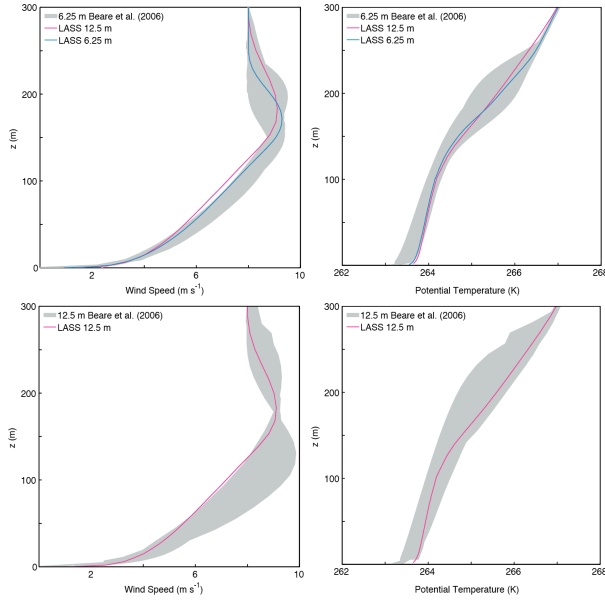 300
6.25 m Beare et al. (2006)
LASS 12.5 m
LASS 6.25 m
200
z (m)
100
0
2
6
10
Wind Speed (m s⁻¹)
300
6.25 m Beare et al. (2006)
LASS 12.5 m
LASS 6.25 m
200
z (m)
100
262
264
266
268
Potential Temperature (K)
300
12.5 m Beare et al. (2006)
LASS 12.5 m
200
z (m)
100
0
2
6
10
Wind Speed (m s⁻¹)
300
12.5 m Beare et al. (2006)
LASS 12.5 m
200
z (m)
100
262
264
266
268
Potential Temperature (K)